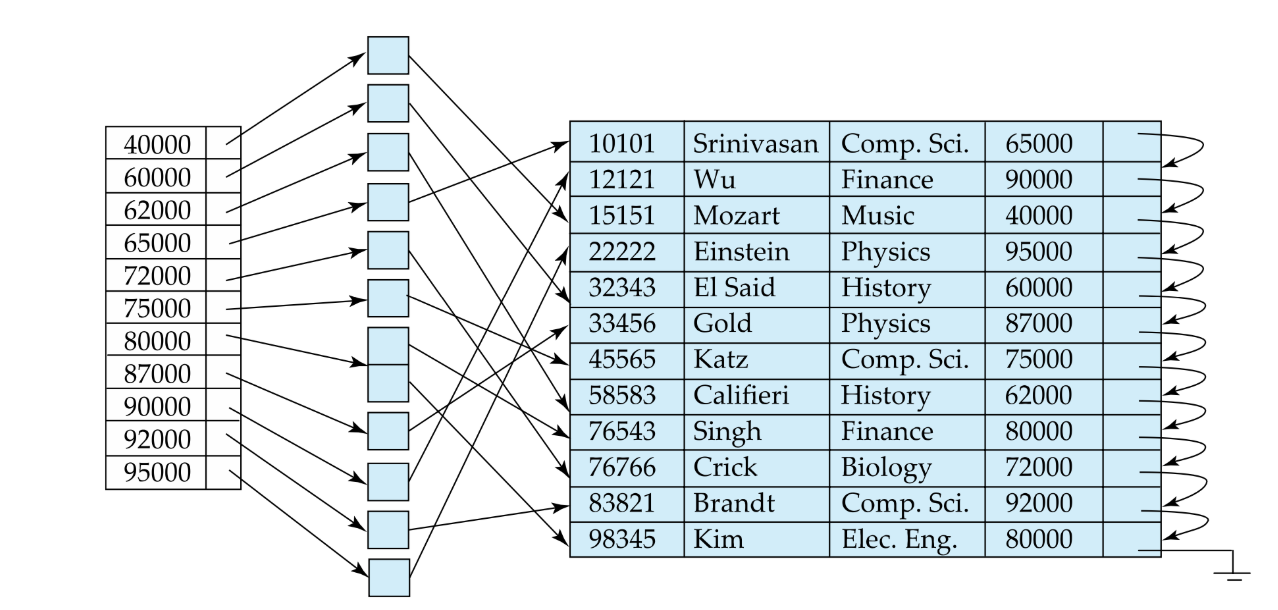 40000
60000
62000
65000
72000
75000
80000
87000
90000
92000
95000
10101 Srinivasan Comp. Sci. 65000
12121 Wu Finance 90000
15151 Mozart Music 40000
22222 Einstein Physics 95000
32343 El Said History 60000
33456 Gold Physics 87000
45565 Katz Comp. Sci. 75000
58583 Califieri History 62000
76543 Singh Finance 80000
76766 Crick Biology 72000
83821 Brandt Comp. Sci. 92000
98345 Kim Elec. Eng. 80000